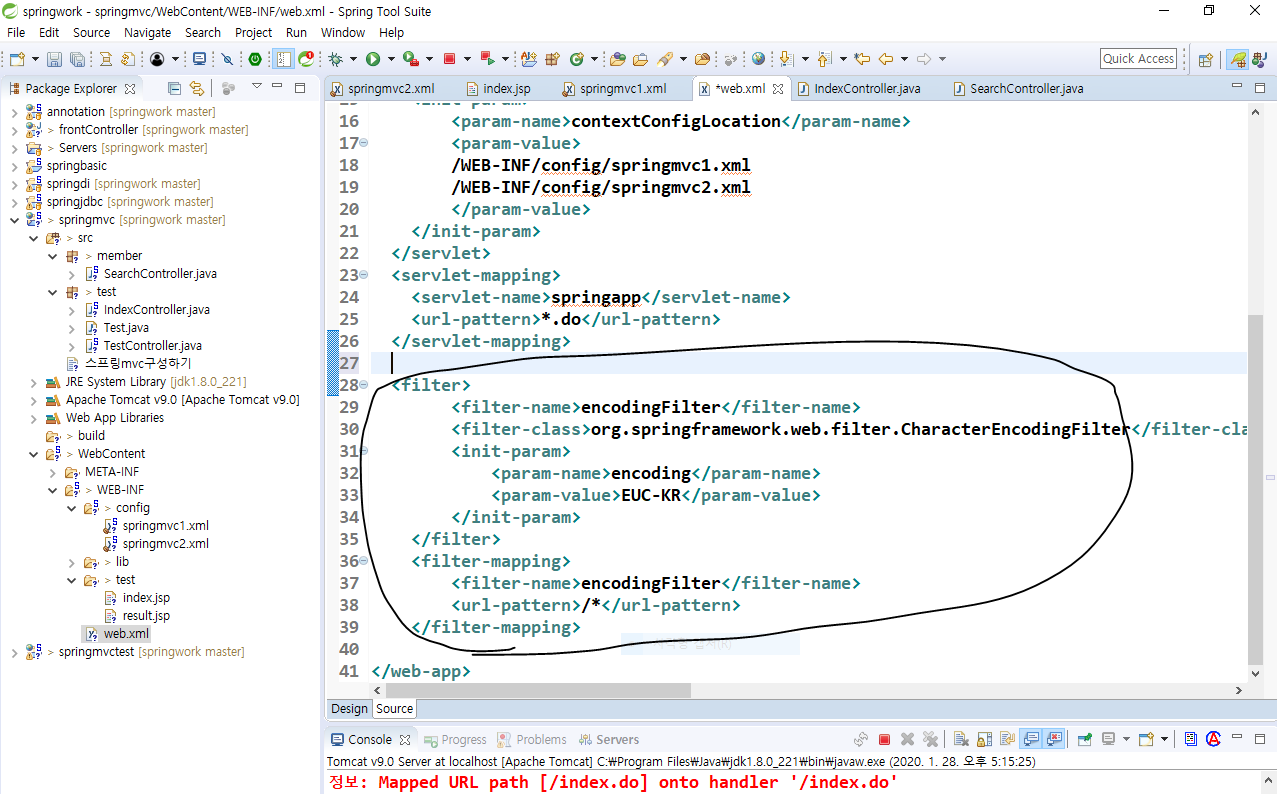 springwork - springmvc/WebContent/WEB-INF/web.xml - Spring Tool Suite
File Edit Source Navigate Search Project Run Window Help
Quick Access
Package Explorer
springmvc2.xml index.jsp springmvc1.xml *web.xml IndexController.java SearchController.java
annotation [springwork master]
> frontController [springwork master]
> Servers [springwork master]
springbasic
springdi [springwork master]
springjdbc [springwork master]
> springmvc [springwork master]
> src
> member
SearchController.java
> test
IndexController.java
Test.java
TestController.java
스프링mvc구성하기
JRE System Library [jdk1.8.0_221]
Apache Tomcat v9.0 [Apache Tomcat v9.0]
Web App Libraries
> build
> WebContent
META-INF
> WEB-INF
> config
springmvc1.xml
springmvc2.xml
> lib
> test
index.jsp
result.jsp
web.xml
> springmvctest [springwork master]
16 <param-name>contextConfigLocation</param-name>
17 <param-value>
18 /WEB-INF/config/springmvc1.xml
19 /WEB-INF/config/springmvc2.xml
20 </param-value>
21 </init-param>
22 </servlet>
23 <servlet-mapping>
24 <servlet-name>springapp</servlet-name>
25 <url-pattern>*.do</url-pattern>
26 </servlet-mapping>
27
28 <filter>
29 <filter-name>encodingFilter</filter-name>
30 <filter-class>org.springframework.web.filter.CharacterEncodingFilter</filter-cla
31 <init-param>
32 <param-name>encoding</param-name>
33 <param-value>EUC-KR</param-value>
34 </init-param>
35 </filter>
36 <filter-mapping>
37 <filter-name>encodingFilter</filter-name>
38 <url-pattern>/*</url-pattern>
39 </filter-mapping>
40
41 </web-app>
Design Source
Console Progress Problems Servers
Tomcat v9.0 Server at localhost [Apache Tomcat] C:₩Program Files₩Java₩jdk1.8.0_221₩bin₩javaw.exe (2020. 1. 28. 오후 5:15:25)
정보: Mapped URL path [/index.do] onto handler '/index.do'